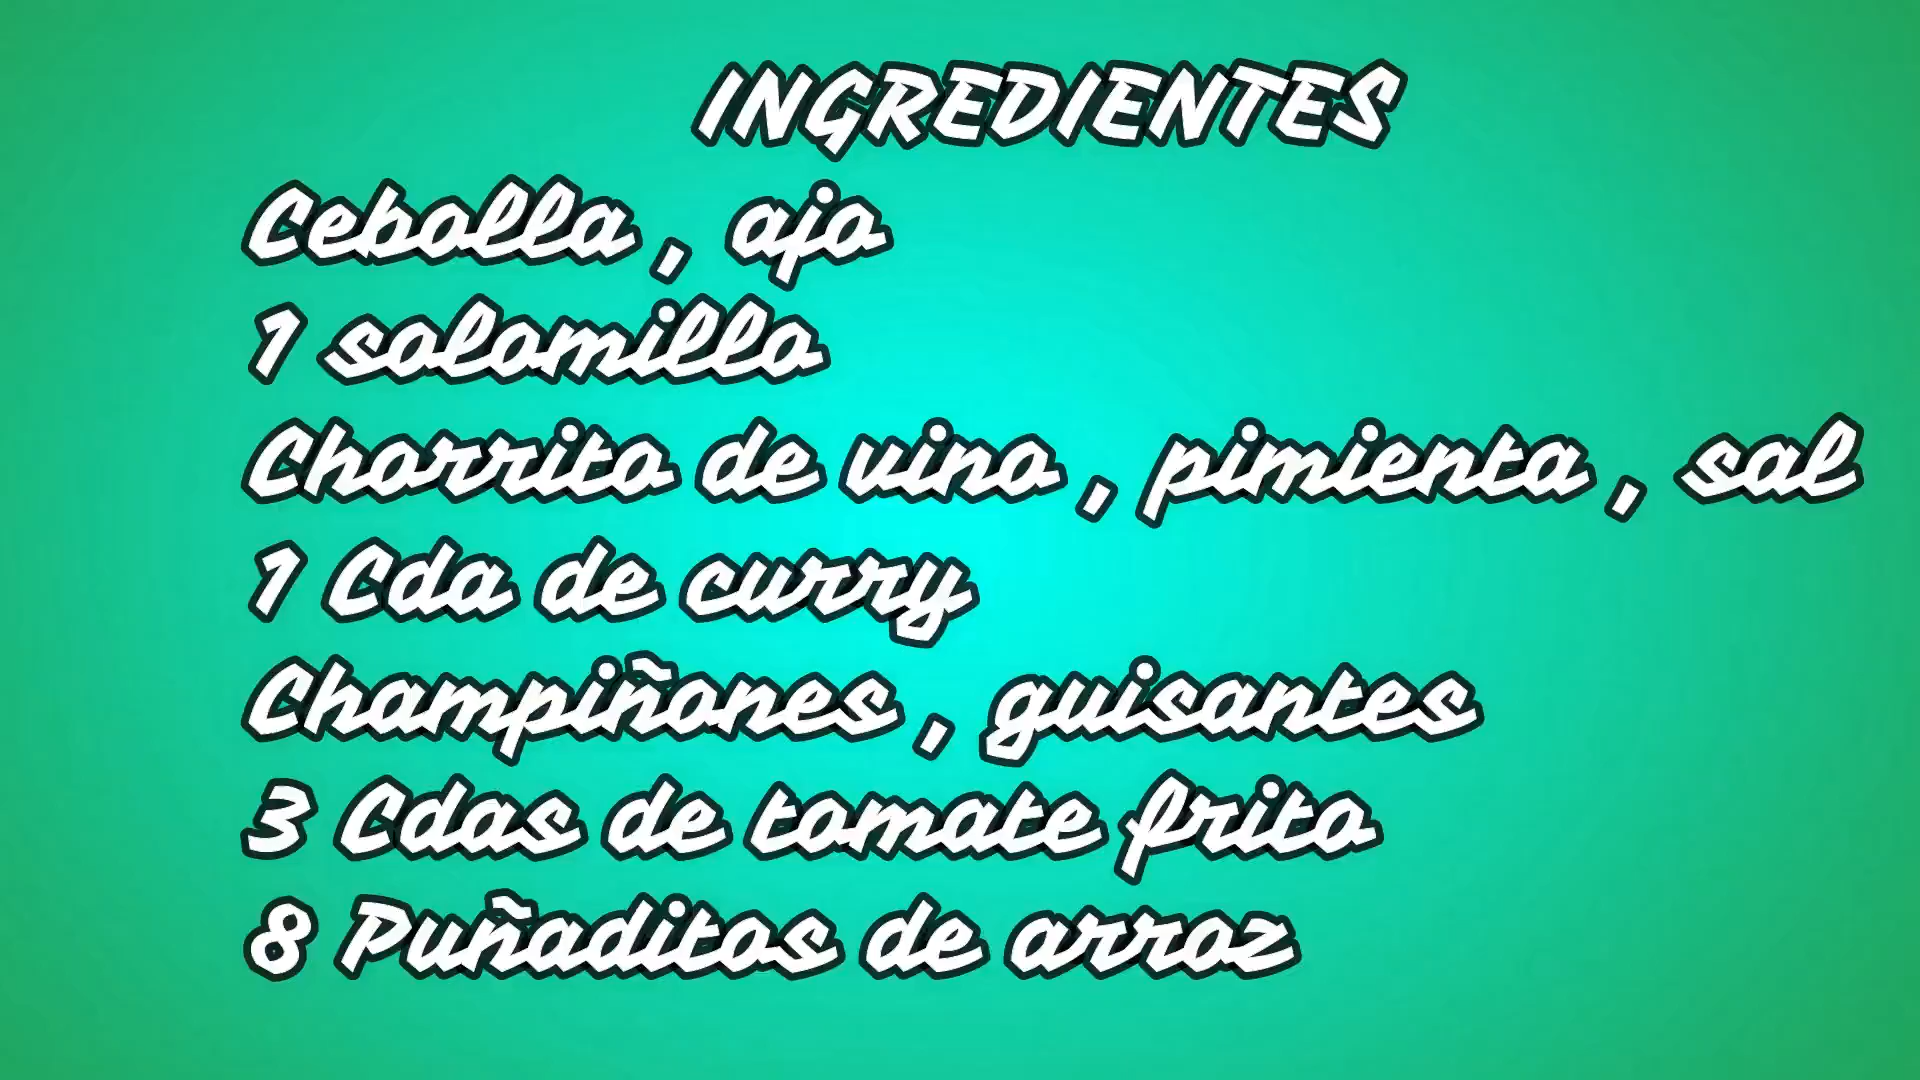 INGREDIENTES
Cebolla , ajo
1 solomillo
Chorrito de vino , pimienta , sal
1 Cda de curry
Champiñones , guisantes
3 Cdas de tomate frito
8 Puñaditos de arroz